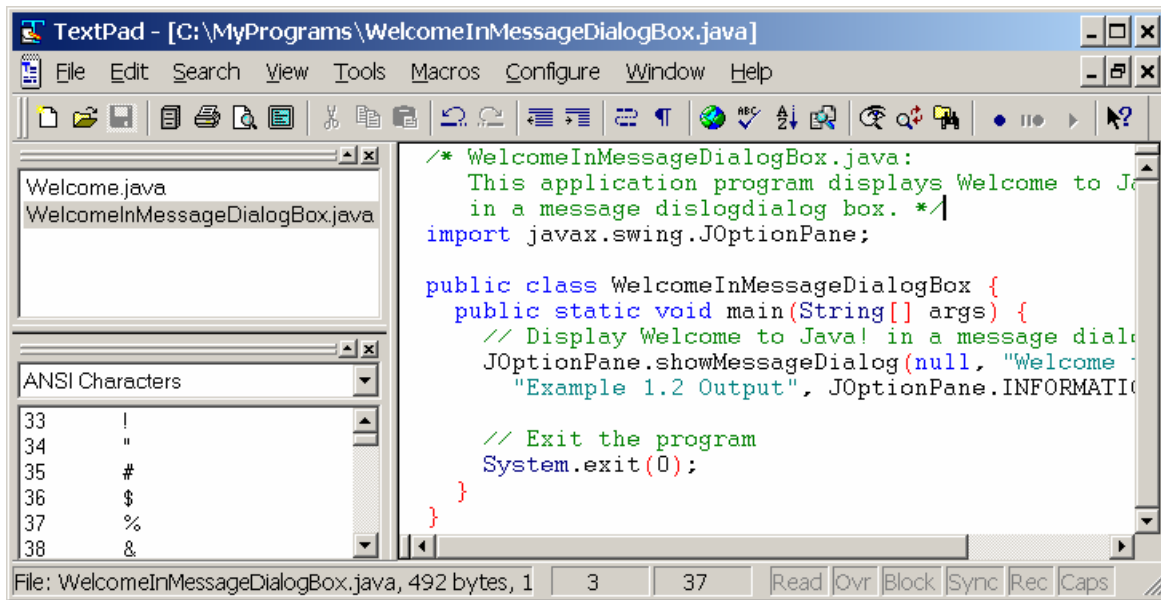 TextPad - [C:\MyPrograms\WelcomeInMessageDialogBox.java]
File Edit Search View Tools Macros Configure Window Help
Welcome.java
WelcomeInMessageDialogBox.java
ANSI Characters
33 !
34 "
35 #
36 $
37 %
38 &
/* WelcomeInMessageDialogBox.java:
This application program displays Welcome to Ja
in a message dislogdialog box. */
import javax.swing.JOptionPane;
public class WelcomeInMessageDialogBox {
public static void main(String[] args) {
// Display Welcome to Java! in a message dialo
JOptionPane.showMessageDialog(null, "Welcome t
"Example 1.2 Output", JOptionPane.INFORMATIO
// Exit the program
System.exit(0);
}
}
File: WelcomeInMessageDialogBox.java, 492 bytes, 1 3 37 Read Ovr Block Sync Rec Caps